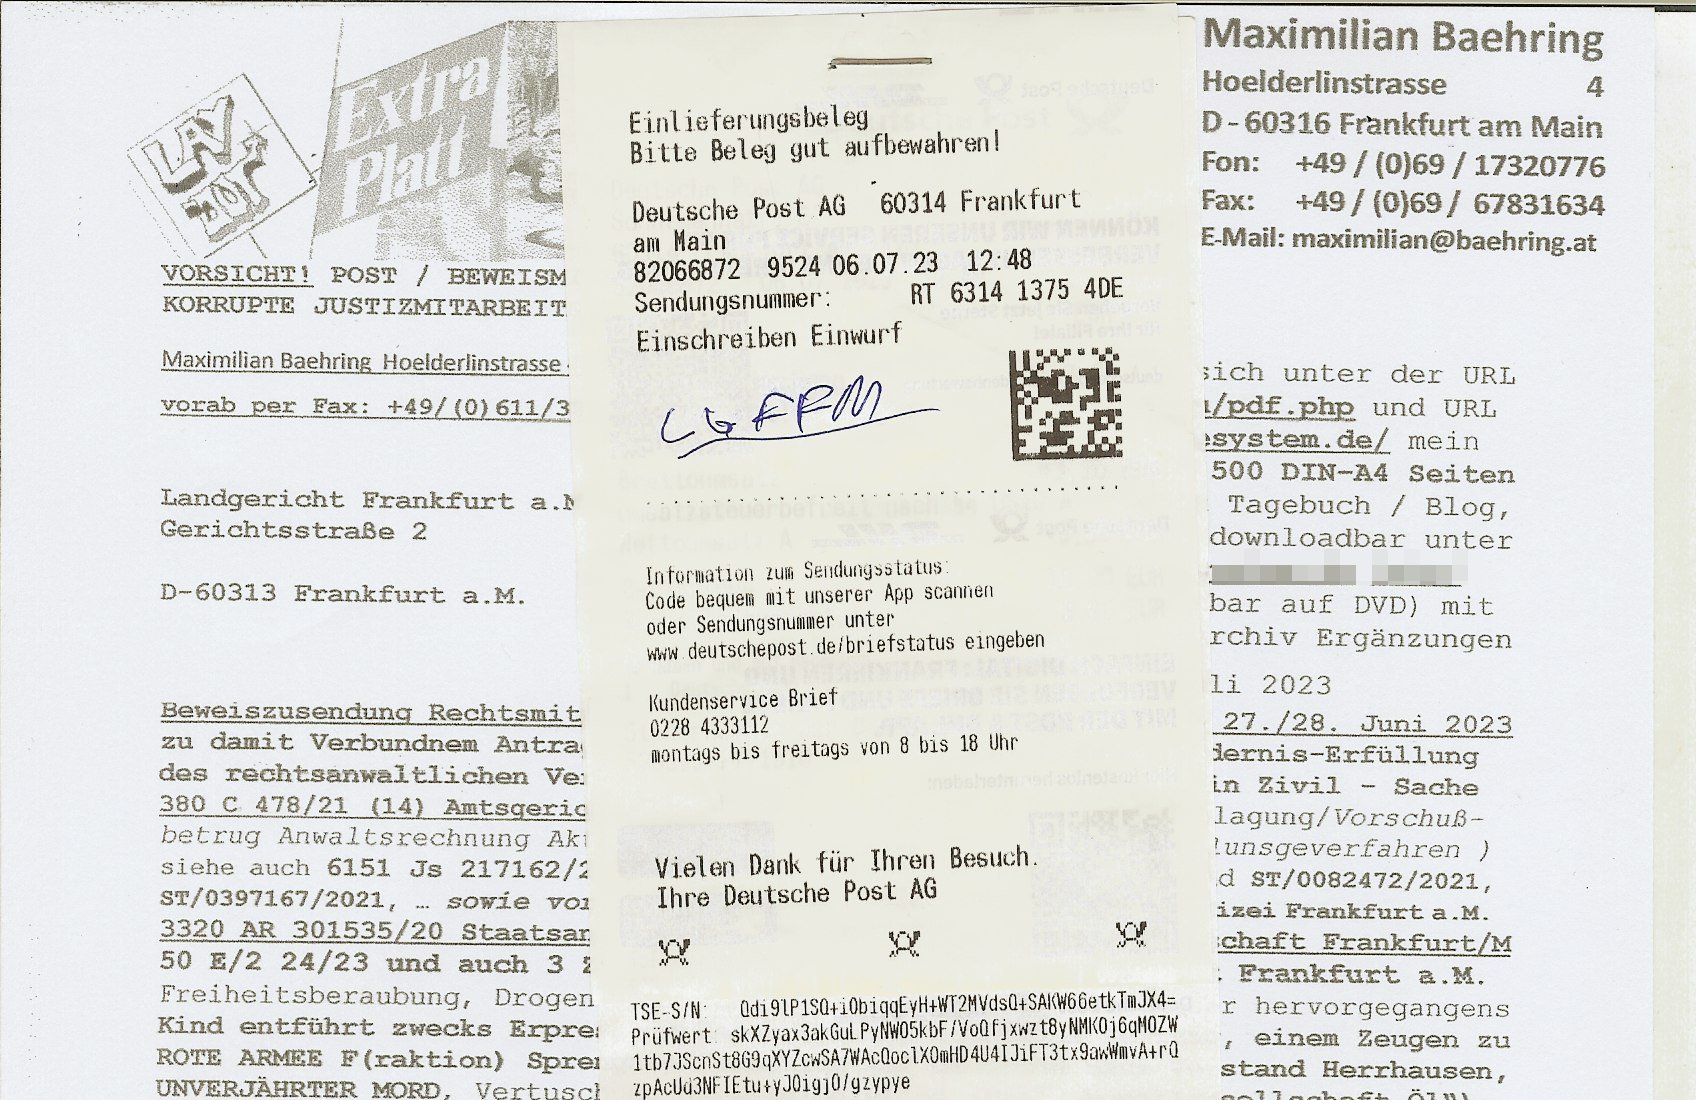 LAY
OUT
Extra
Platt
Maximilian Baehring
Hoelderlinstrasse 4
D - 60316 Frankfurt am Main
Fon: +49 / (0)69 / 17320776
Fax: +49 / (0)69 / 67831634
E-Mail: maximilian@baehring.at
VORSICHT! POST / BEWEISM
KORRUPTE JUSTIZMITARBEIT
Maximilian Baehring Hoelderlinstrasse
vorab per Fax: +49/(0)611/3
Landgericht Frankfurt a.M
Gerichtsstraße 2
D-60313 Frankfurt a.M.
Beweiszusendung Rechtsmit
zu damit Verbundnem Antra
des rechtsanwaltlichen Ve
380 C 478/21 (14) Amtsgeric
betrug Anwaltsrechnung Ak
siehe auch 6151 Js 217162/2
ST/0397167/2021, … sowie vo
3320 AR 301535/20 Staatsan
50 E/2 24/23 und auch 3
Freiheitsberaubung, Drogen
Kind entführt zwecks Erpre
ROTE ARMEE F(raktion) Spre
UNVERJÄHRTER MORD, Vertusc
Einlieferungsbeleg
Bitte Beleg gut aufbewahren!
Deutsche Post AG 60314 Frankfurt
am Main
82066872 9524 06.07.23 12:48
Sendungsnummer: RT 6314 1375 4DE
Einschreiben Einwurf
LG FFM
Information zum Sendungsstatus:
Code bequem mit unserer App scannen
oder Sendungsnummer unter
www.deutschepost.de/briefstatus eingeben
Kundenservice Brief
0228 4333112
montags bis freitags von 8 bis 18 Uhr
Vielen Dank für Ihren Besuch.
Ihre Deutsche Post AG
TSE-S/N: Qdi9lP1SQ+i0biqqEyH+WT2MVdsQ+SAKW66etkTmJX4=
Prüfwert: skXZyax3akGuLPyNW05kbF/VoQfjxwzt8yNMK0j6qMOZW
1tb7JScnSt8G9qXYZcwSA7WAcQoclX0mHD4U4IJiFT3tx9awWmvA+rQ
zpAcUd3NFIEtu+yJ0igj0/gzypye
sich unter der URL
/pdf.php und URL
esystem.de/ mein
500 DIN-A4 Seiten
Tagebuch / Blog,
downloadbar unter
bar auf DVD) mit
rchiv Ergänzungen
li 2023
27./28. Juni 2023
dernis-Erfüllung
in Zivil - Sache
lagung/Vorschuß-
lunsgeverfahren )
d ST/0082472/2021,
izei Frankfurt a.M.
chaft Frankfurt/M
Frankfurt a.M.
r hervorgegangens
, einem Zeugen zu
stand Herrhausen,
sellschaft Öl")